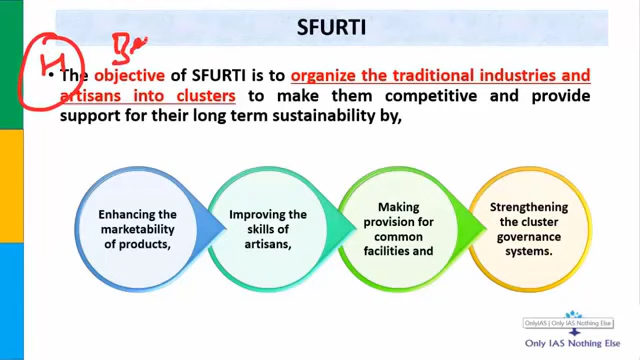 SFURTI
H
• The objective of SFURTI is to organize the traditional industries and
artisans into clusters to make them competitive and provide
support for their long term sustainability by,
Enhancing the
marketability
of products,
Improving the
skills of
artisans,
Making
provision for
common
facilities and
Strengthening
the cluster
governance
systems.
OnlyIAS | Only IAS Nothing Else
Only IAS Nothing Else